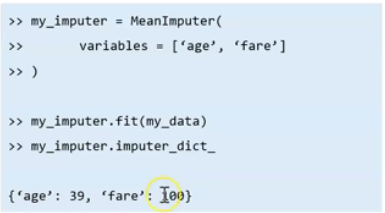 >> my_imputer = MeanImputer(
>>       variables = [‘age’, ‘fare’]
>> )
>> my_imputer.fit(my_data)
>> my_imputer.imputer_dict_
{‘age’: 39, ‘fare’: 100}